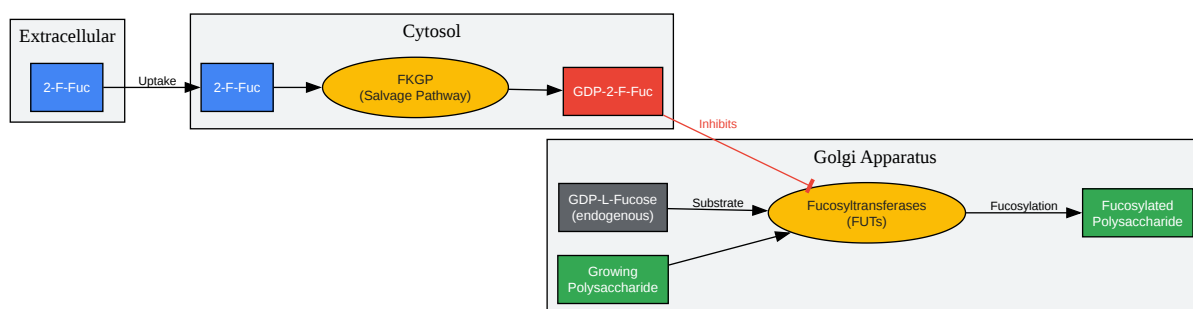 Extracellular
2-F-Fuc
Uptake
Cytosol
2-F-Fuc
FKGP
(Salvage Pathway)
GDP-2-F-Fuc
Inhibits
Golgi Apparatus
GDP-L-Fucose
(endogenous)
Substrate
Growing
Polysaccharide
Fucosyltransferases
(FUTs)
Fucosylation
Fucosylated
Polysaccharide